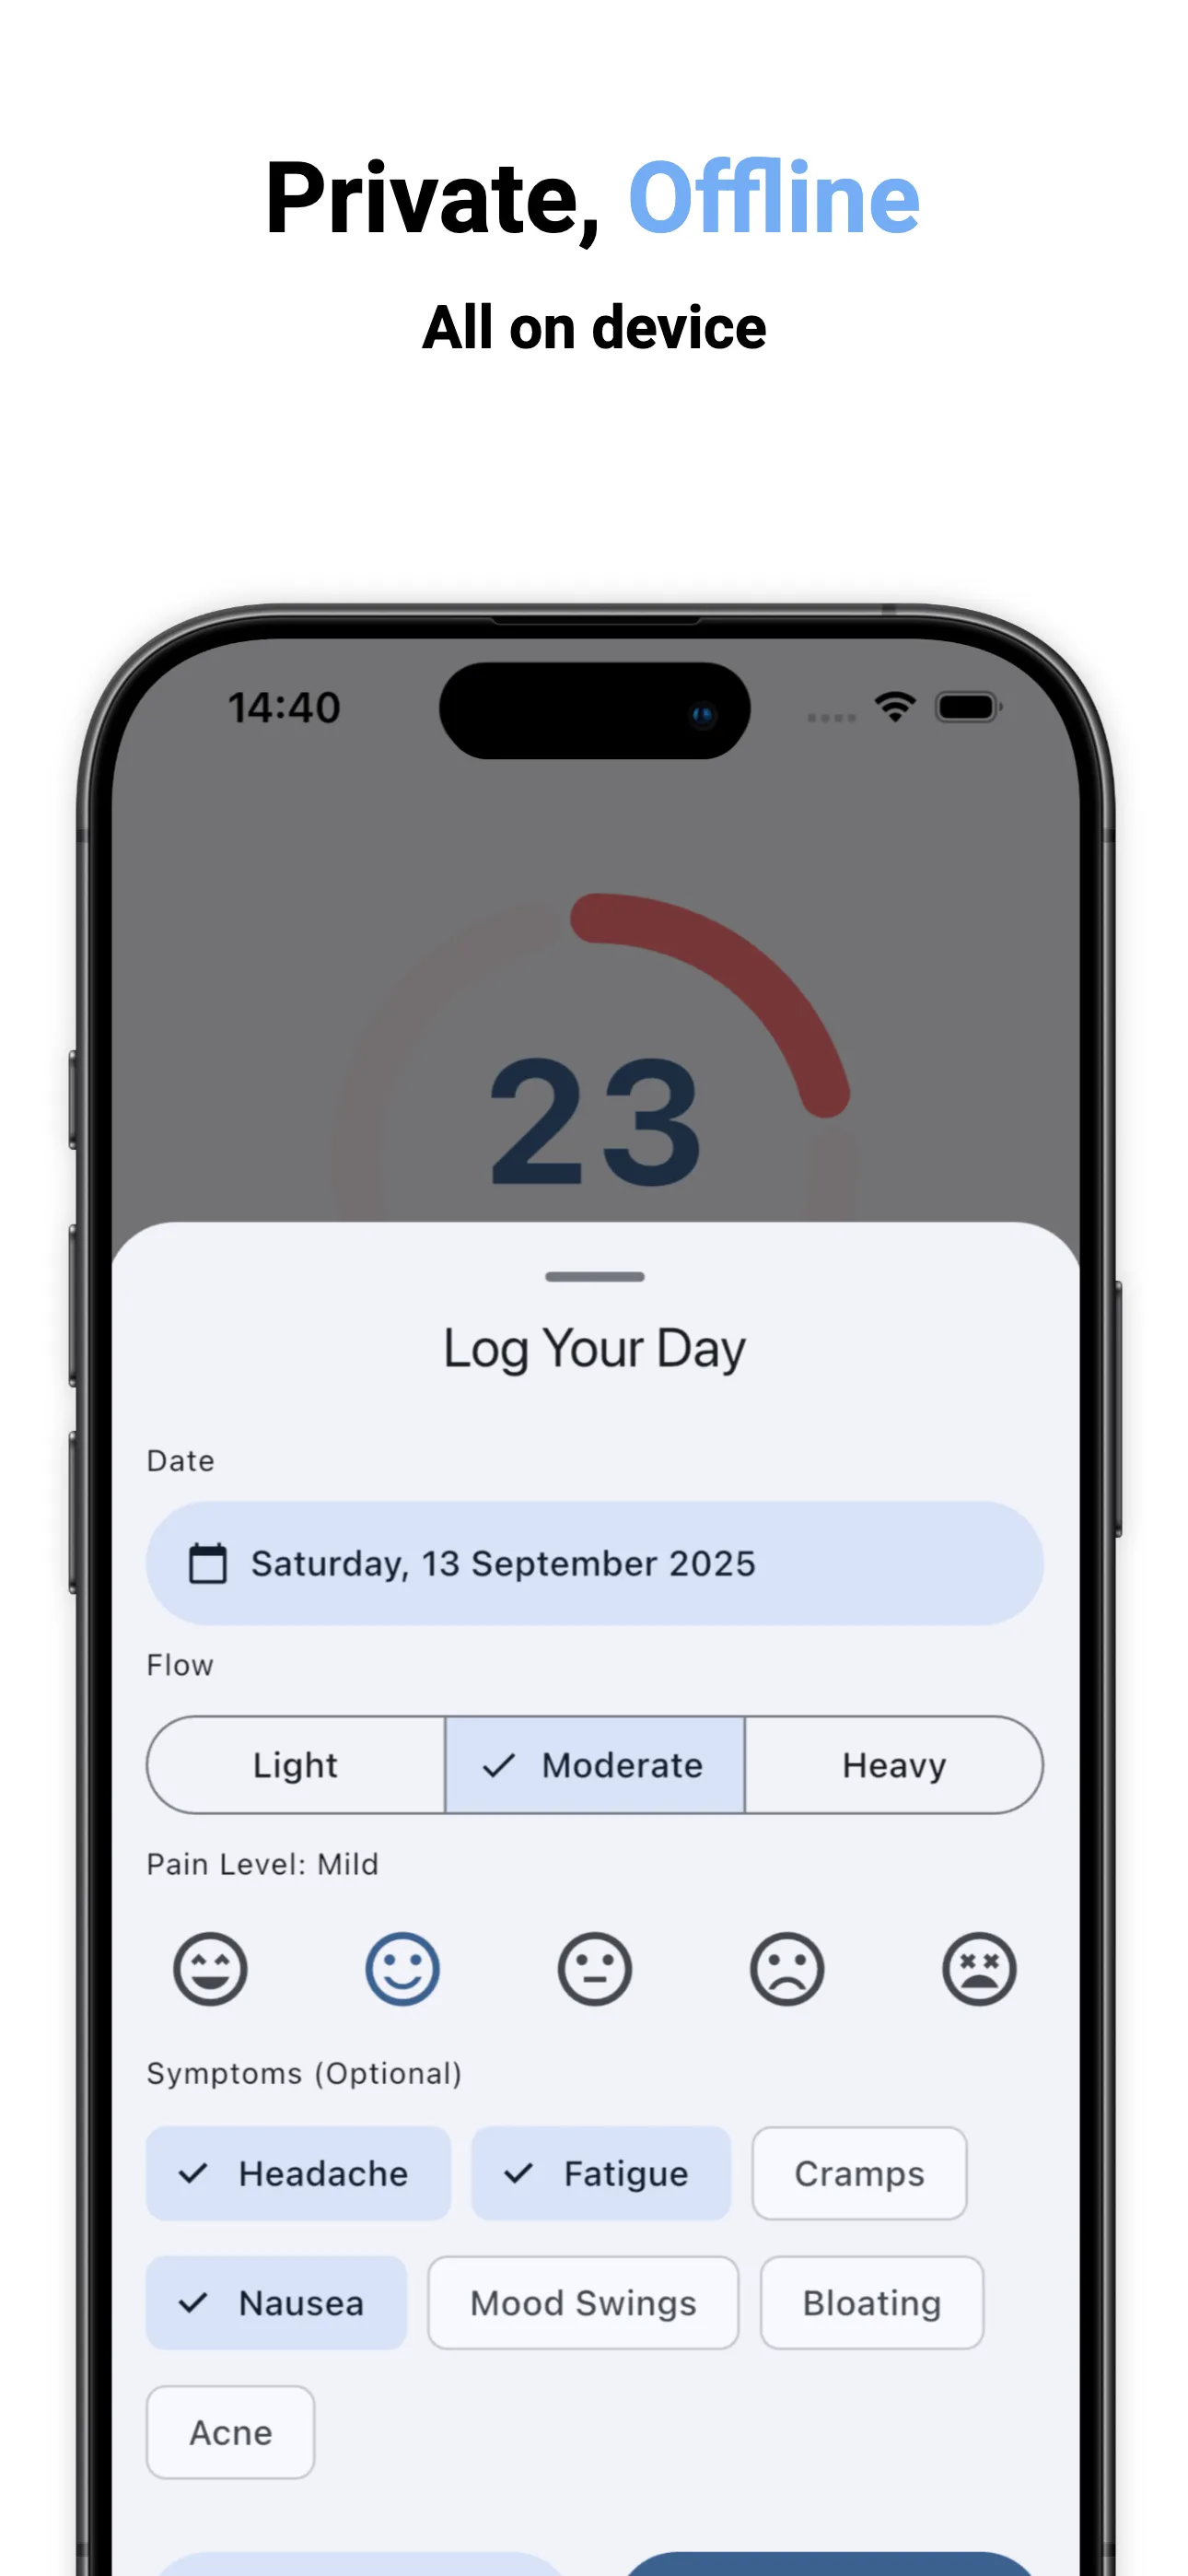 Private, Offline
All on device
14:40
23
Log Your Day
Date
Saturday, 13 September 2025
Flow
Light Moderate Heavy
Pain Level: Mild
Symptoms (Optional)
Headache Fatigue Cramps
Nausea Mood Swings Bloating
Acne